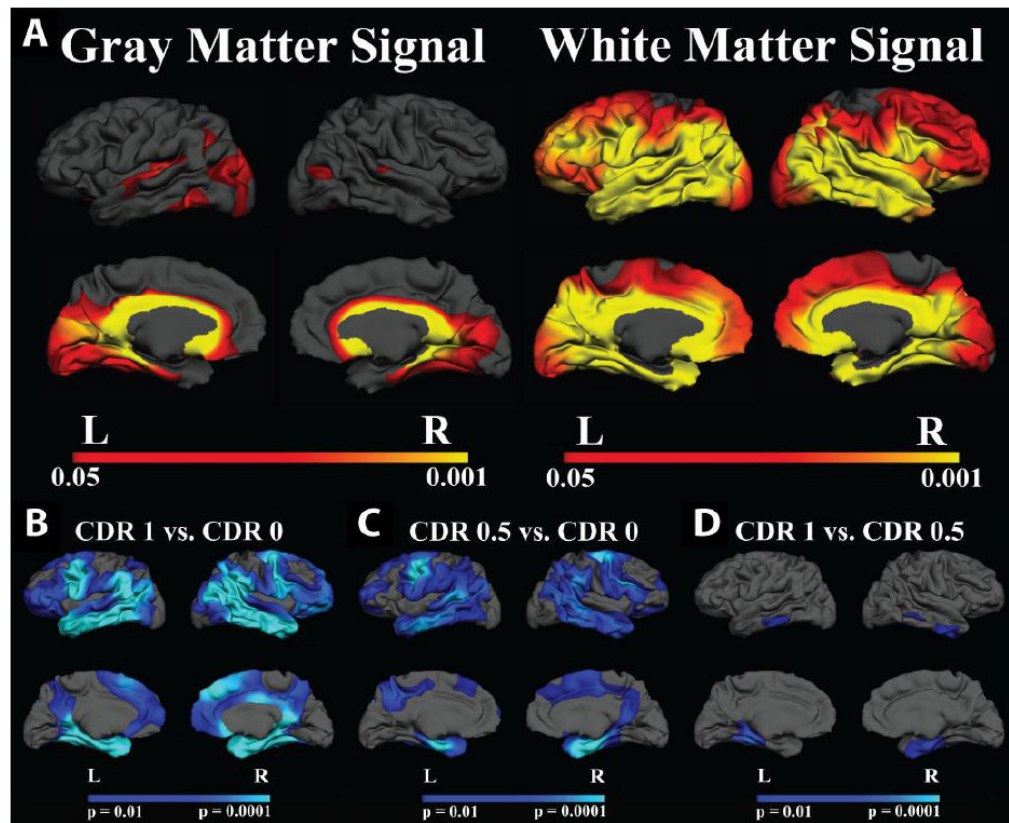 A
Gray Matter Signal
White Matter Signal
L
R
0.05
0.001
L
R
0.05
0.001
B
CDR 1 vs. CDR 0
C
CDR 0.5 vs. CDR 0
D
CDR 1 vs. CDR 0.5
L
R
p = 0.01
p = 0.0001
L
R
p = 0.01
p = 0.0001
L
R
p = 0.01
p = 0.0001